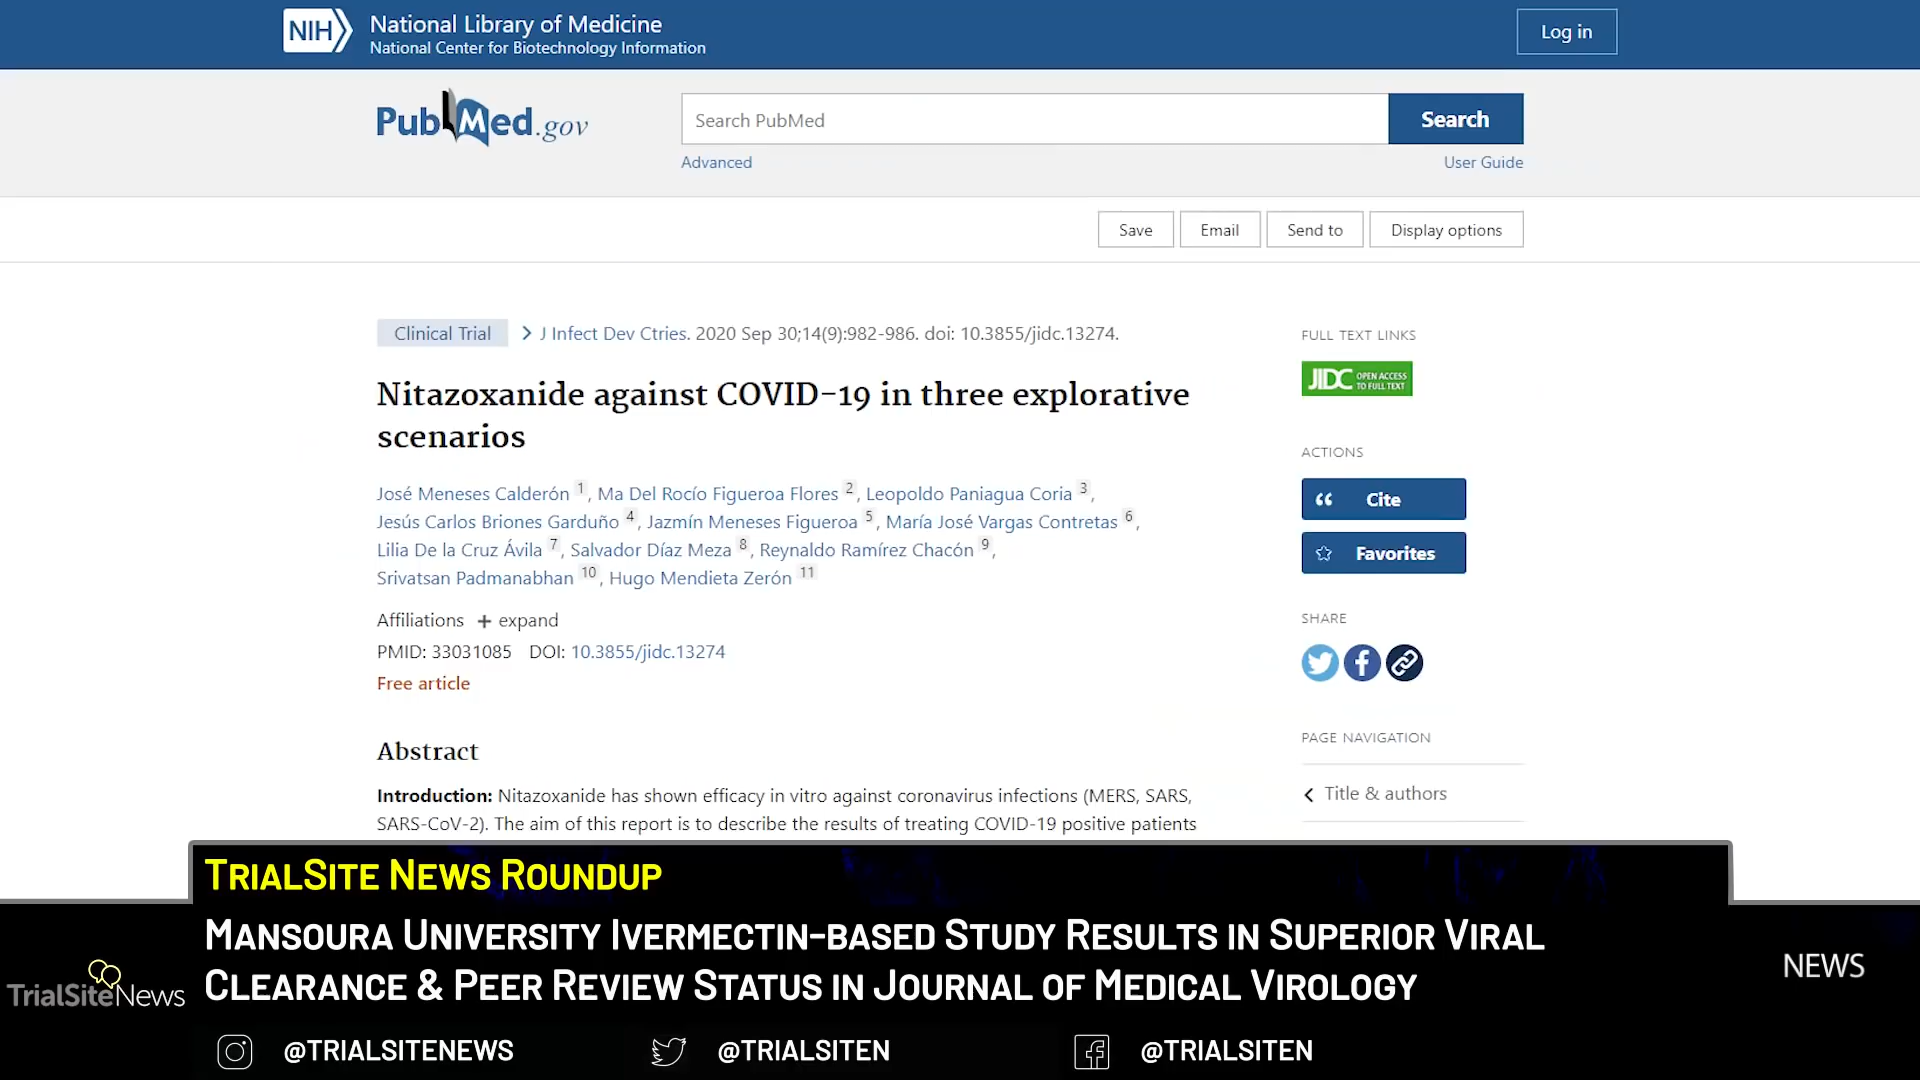 NIH National Library of Medicine
National Center for Biotechnology Information
Log in
PubMed.gov
Search PubMed
Search
Advanced
User Guide
Save Email Send to Display options
Clinical Trial > J Infect Dev Ctries. 2020 Sep 30;14(9):982-986. doi: 10.3855/jidc.13274.
Nitazoxanide against COVID-19 in three explorative
scenarios
José Meneses Calderón 1, Ma Del Rocío Figueroa Flores 2, Leopoldo Paniagua Coria 3,
Jesús Carlos Briones Garduño 4, Jazmín Meneses Figueroa 5, María José Vargas Contretas 6,
Lilia De la Cruz Ávila 7, Salvador Díaz Meza 8, Reynaldo Ramírez Chacón 9,
Srivatsan Padmanabhan 10, Hugo Mendieta Zerón 11
Affiliations + expand
PMID: 33031085 DOI: 10.3855/jidc.13274
Free article
Abstract
Introduction: Nitazoxanide has shown efficacy in vitro against coronavirus infections (MERS, SARS,
SARS-CoV-2). The aim of this report is to describe the results of treating COVID-19 positive patients
FULL TEXT LINKS
JIDC OPEN ACCESS
TO FULL TEXT
ACTIONS
Cite
Favorites
SHARE
PAGE NAVIGATION
< Title & authors
TrialSite News Roundup
Mansoura University Ivermectin-based Study Results in Superior Viral
Clearance & Peer Review Status in Journal of Medical Virology
TrialSiteNews
NEWS
@TRIALSITENEWS
@TRIALSITEN
@TRIALSITEN